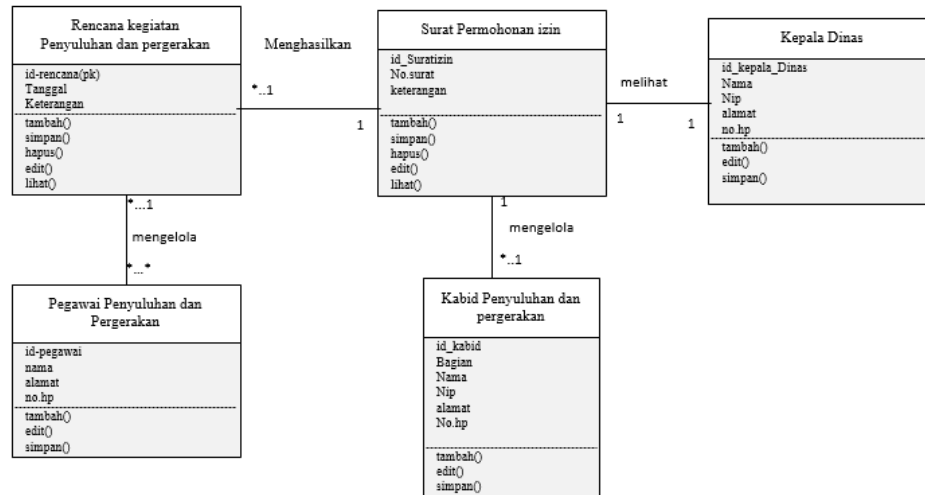 Rencana kegiatan
Penyuluhan dan pergerakan
id-rencana(pk)
Tanggal
Keterangan
tambah()
simpan()
hapus()
edit()
lihat()
Menghasilkan
*..1
1
Surat Permohonan izin
id_Suratizin
No.surat
keterangan
tambah()
simpan()
hapus()
edit()
lihat()
melihat
1
1
Kepala Dinas
id_kepala_Dinas
Nama
Nip
alamat
no.hp
tambah()
edit()
simpan()
*...1
mengelola
*...*
Pegawai Penyuluhan dan
Pergerakan
id-pegawai
nama
alamat
no.hp
tambah()
edit()
simpan()
1
mengelola
*..1
Kabid Penyuluhan dan
pergerakan
id_kabid
Bagian
Nama
Nip
alamat
No.hp
tambah()
edit()
simpan()